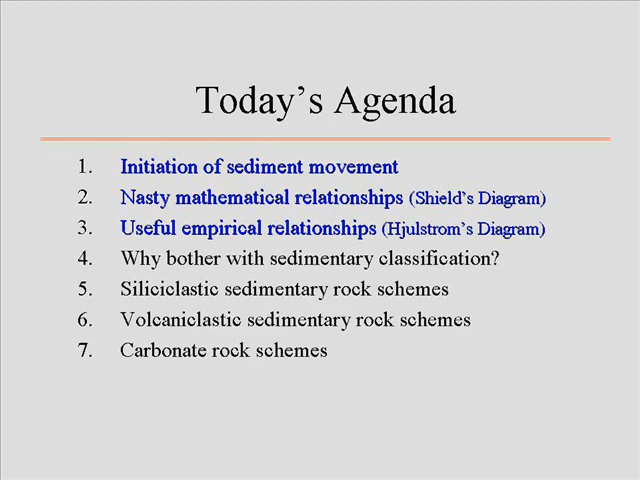 Today's Agenda
1. Initiation of sediment movement
2. Nasty mathematical relationships (Shield's Diagram)
3. Useful empirical relationships (Hjulstrom's Diagram)
4. Why bother with sedimentary classification?
5. Siliciclastic sedimentary rock schemes
6. Volcaniclastic sedimentary rock schemes
7. Carbonate rock schemes